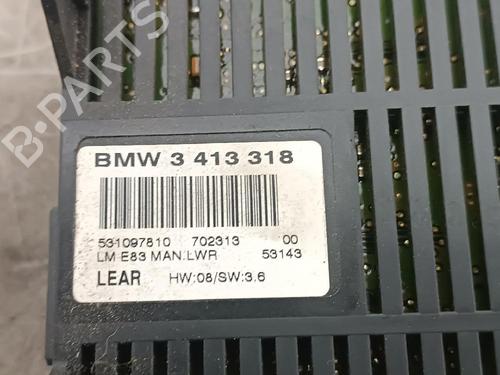 B-PARTS
BMW 3 413 318
531097810 702313 00
LM E83 MAN.LWR 53143
LEAR HW:08/SW:3.6